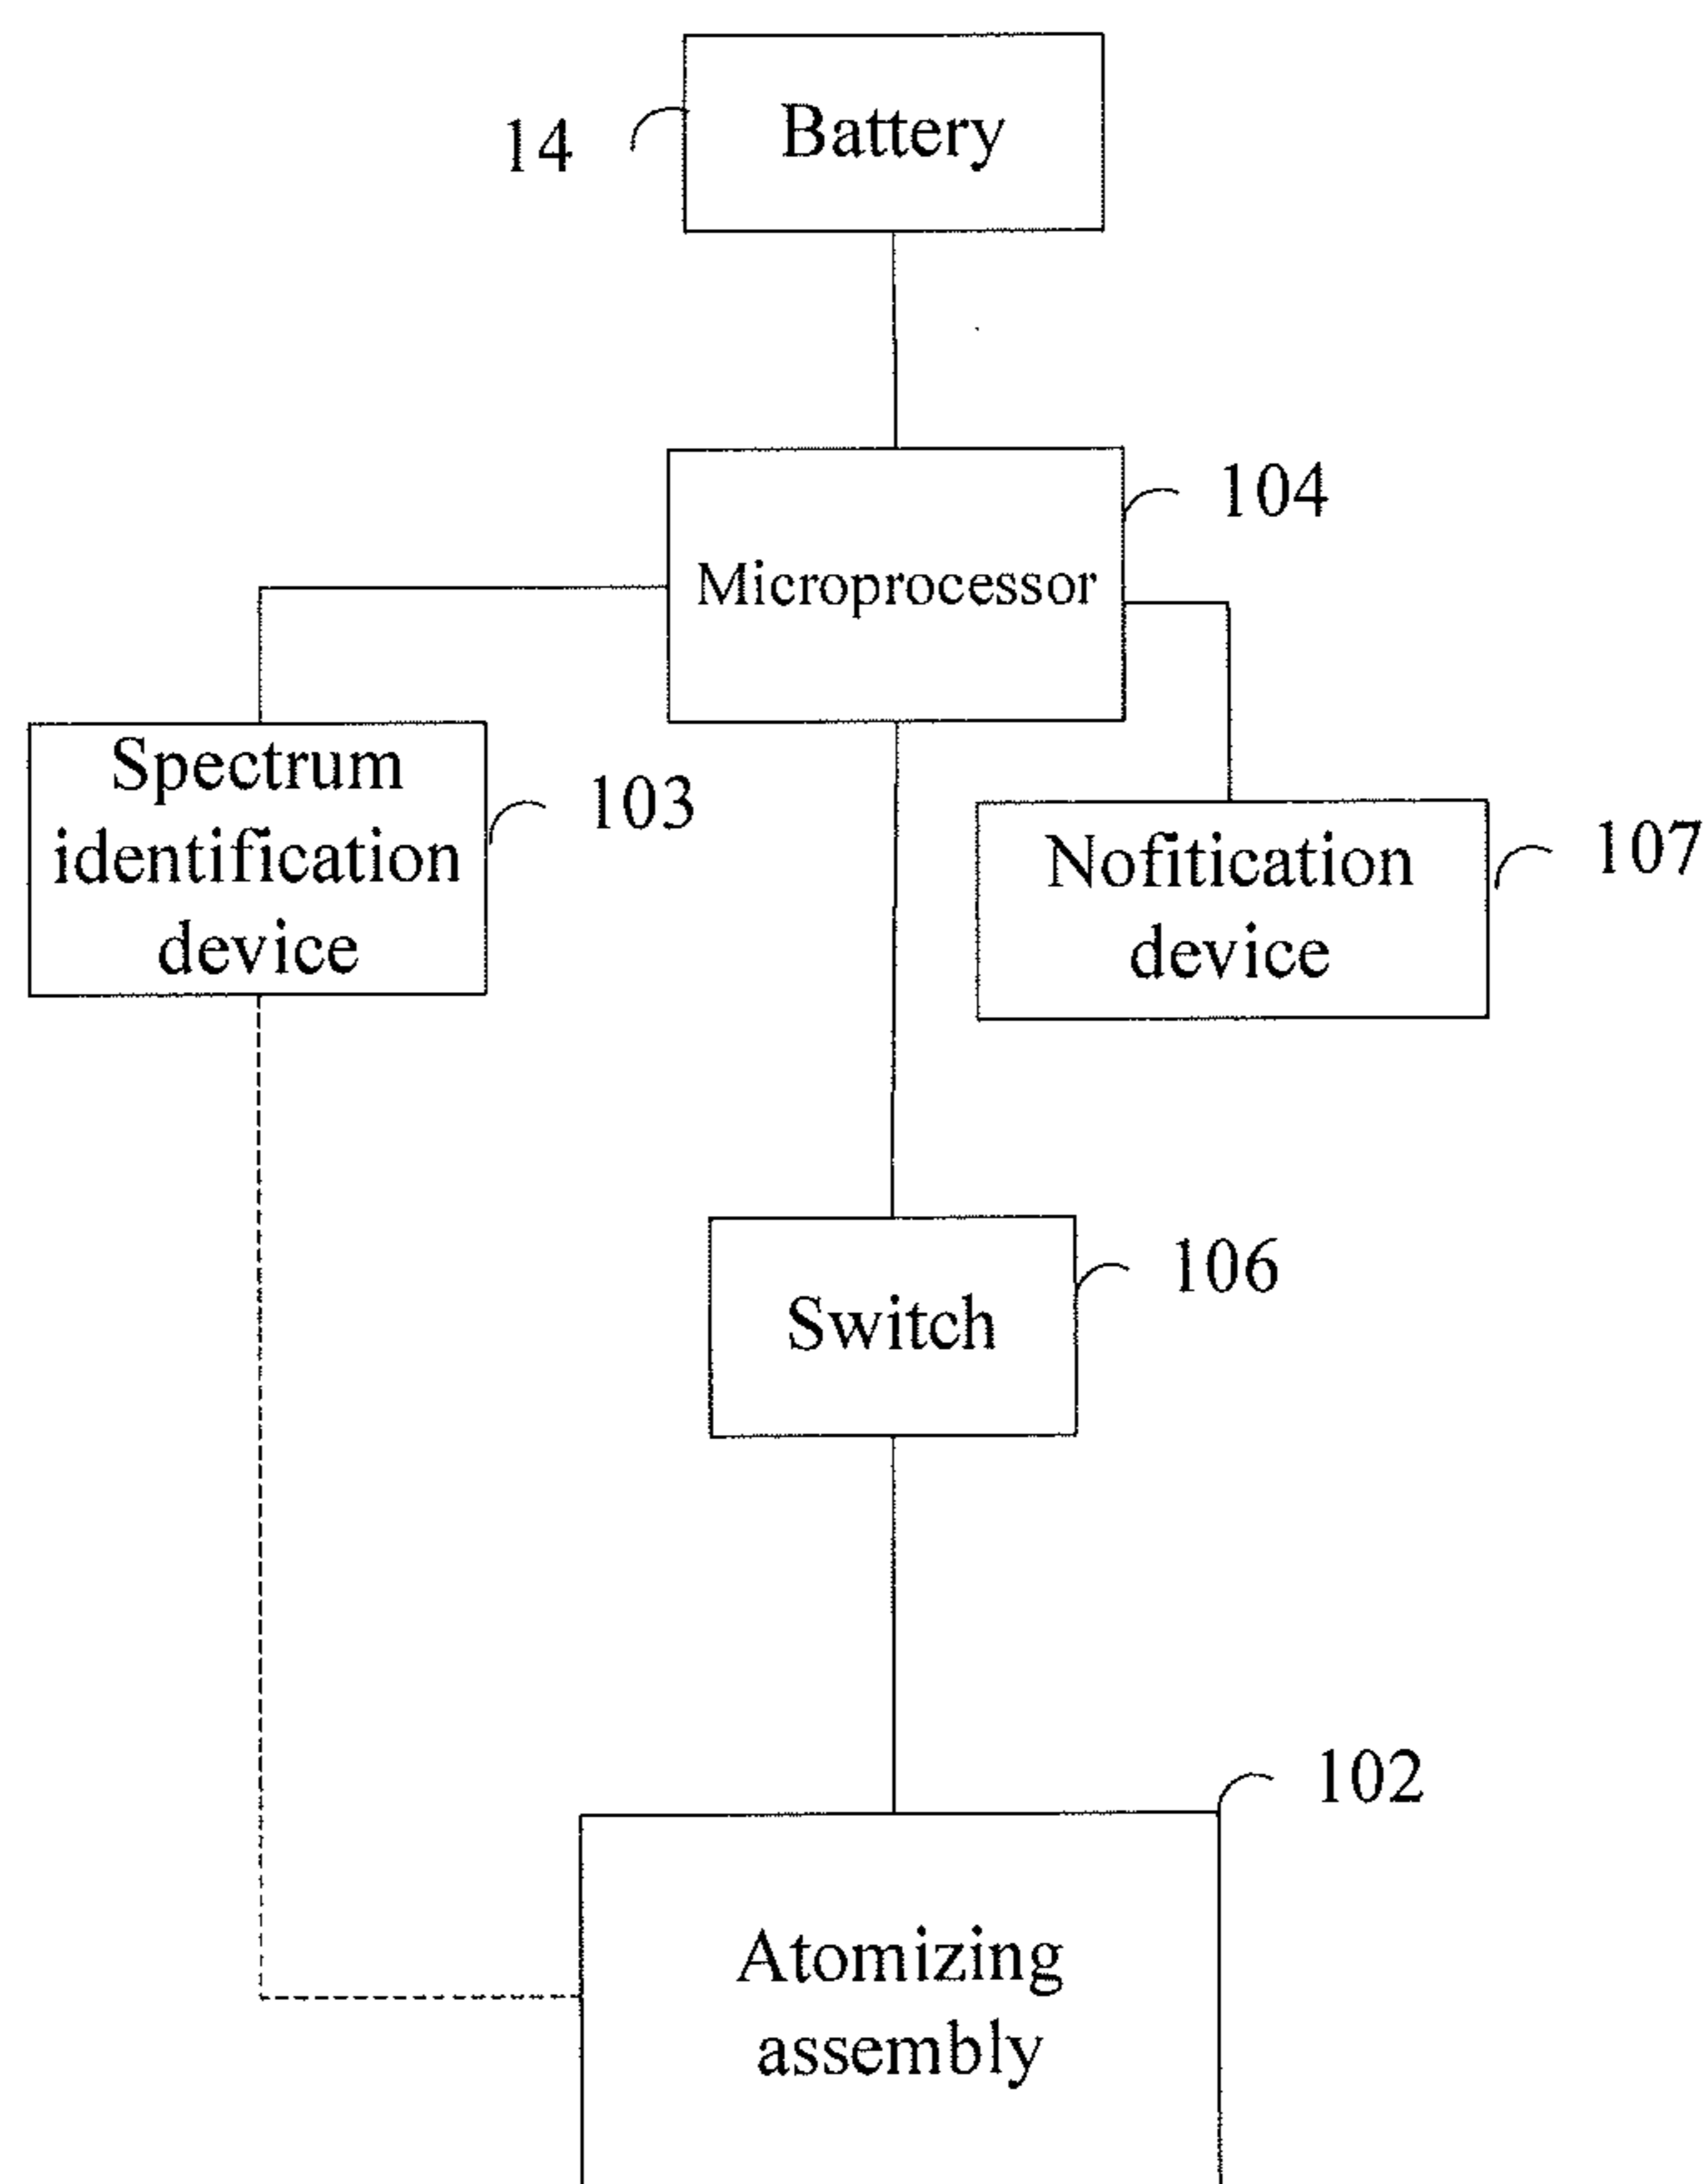 14
Battery
104
Microprocessor
Spectrum
identification
device
103
Nofitication
device
107
106
Switch
102
Atomizing
assembly